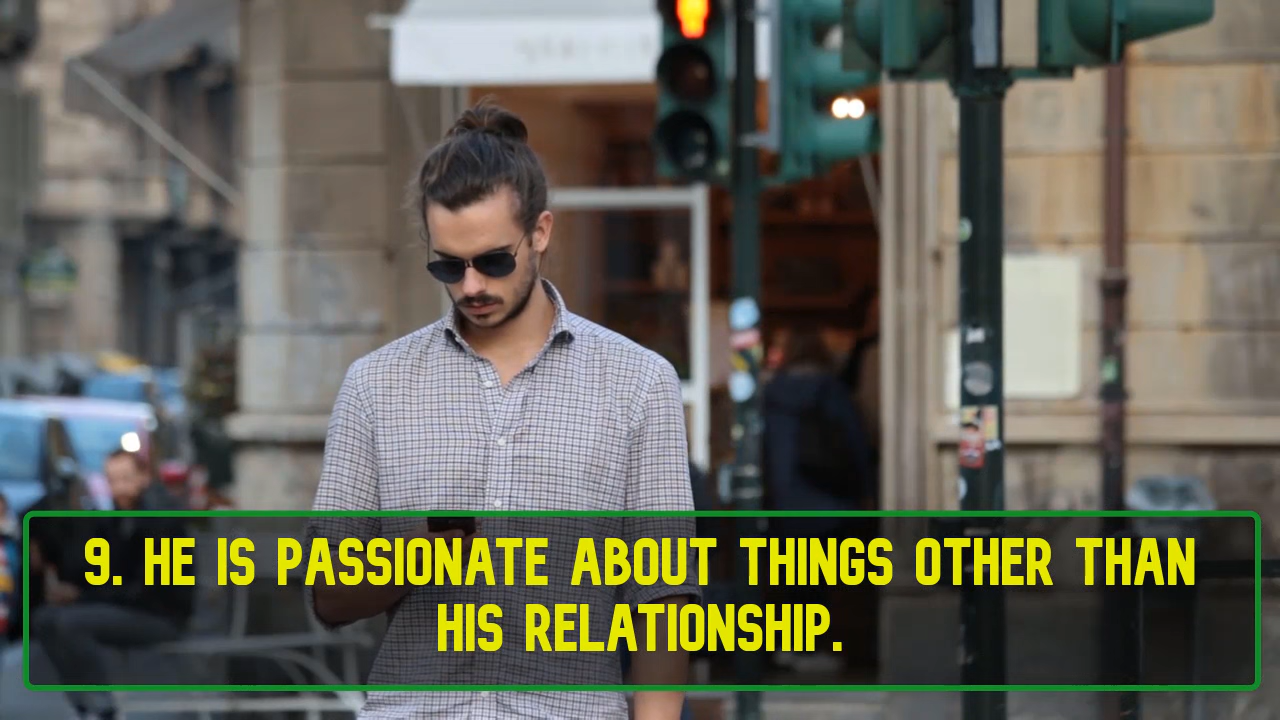 9. HE IS PASSIONATE ABOUT THINGS OTHER THAN
HIS RELATIONSHIP.